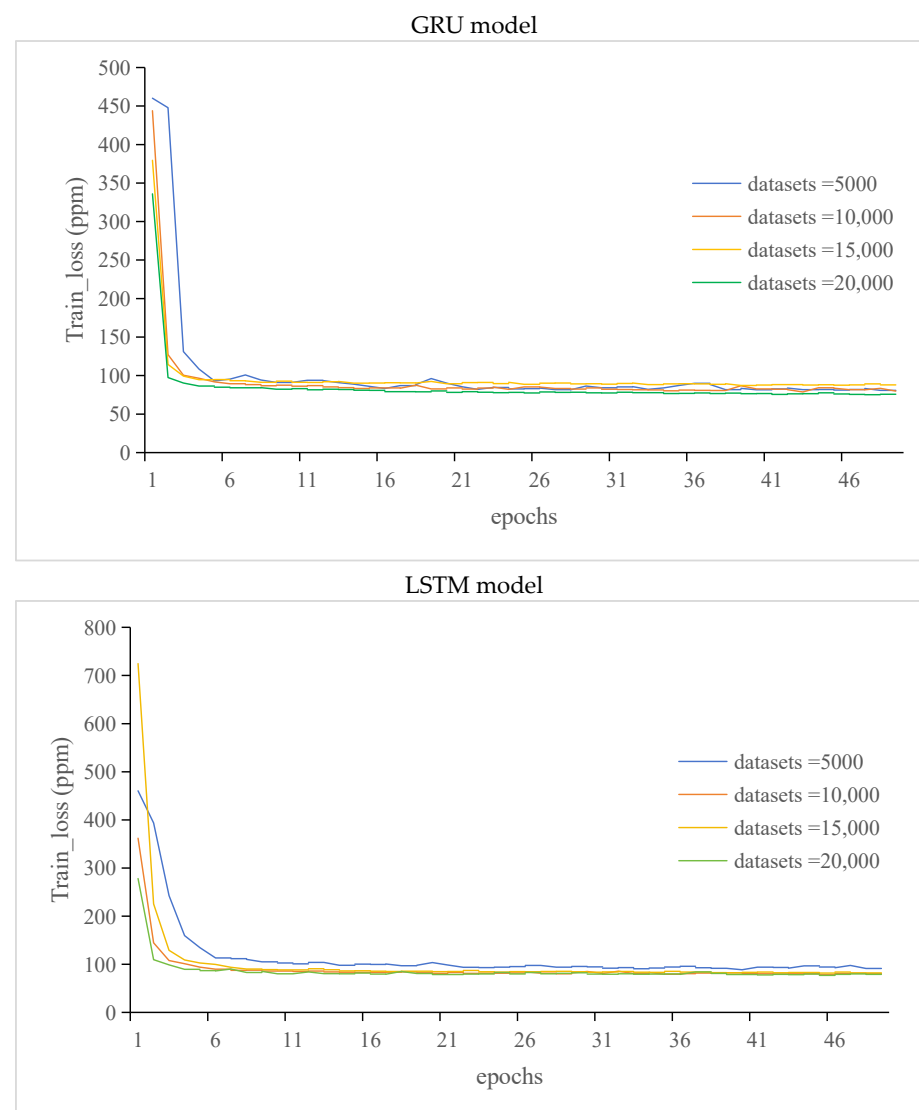 GRU model
500
450
400
350
300
250
200
150
100
50
0
Train_loss (ppm)
datasets =5000
datasets =10,000
datasets =15,000
datasets =20,000
1 6 11 16 21 26 31 36 41 46
epochs
LSTM model
800
700
600
500
400
300
200
100
0
Train_loss (ppm)
datasets =5000
datasets =10,000
datasets =15,000
datasets =20,000
1 6 11 16 21 26 31 36 41 46
epochs